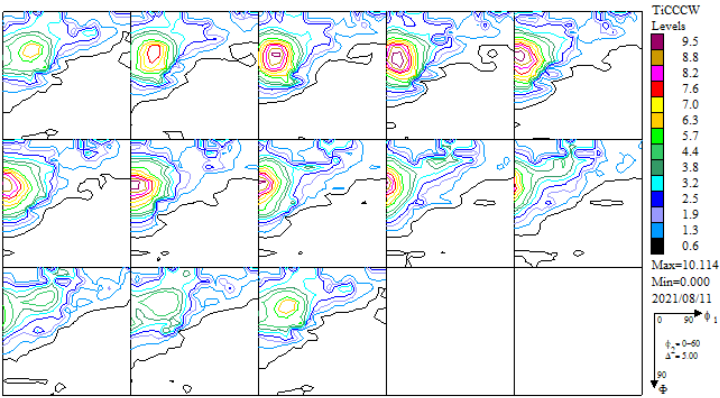 TiCCCW
Levels
9.5
8.8
8.2
7.6
7.0
6.3
5.7
4.4
3.8
3.2
2.5
1.9
1.3
0.6
Max=10.114
Min=0.000
2021/08/11
0 90 ϕ 1
ϕ2= 0-60
Δ = 5.00
90
Φ